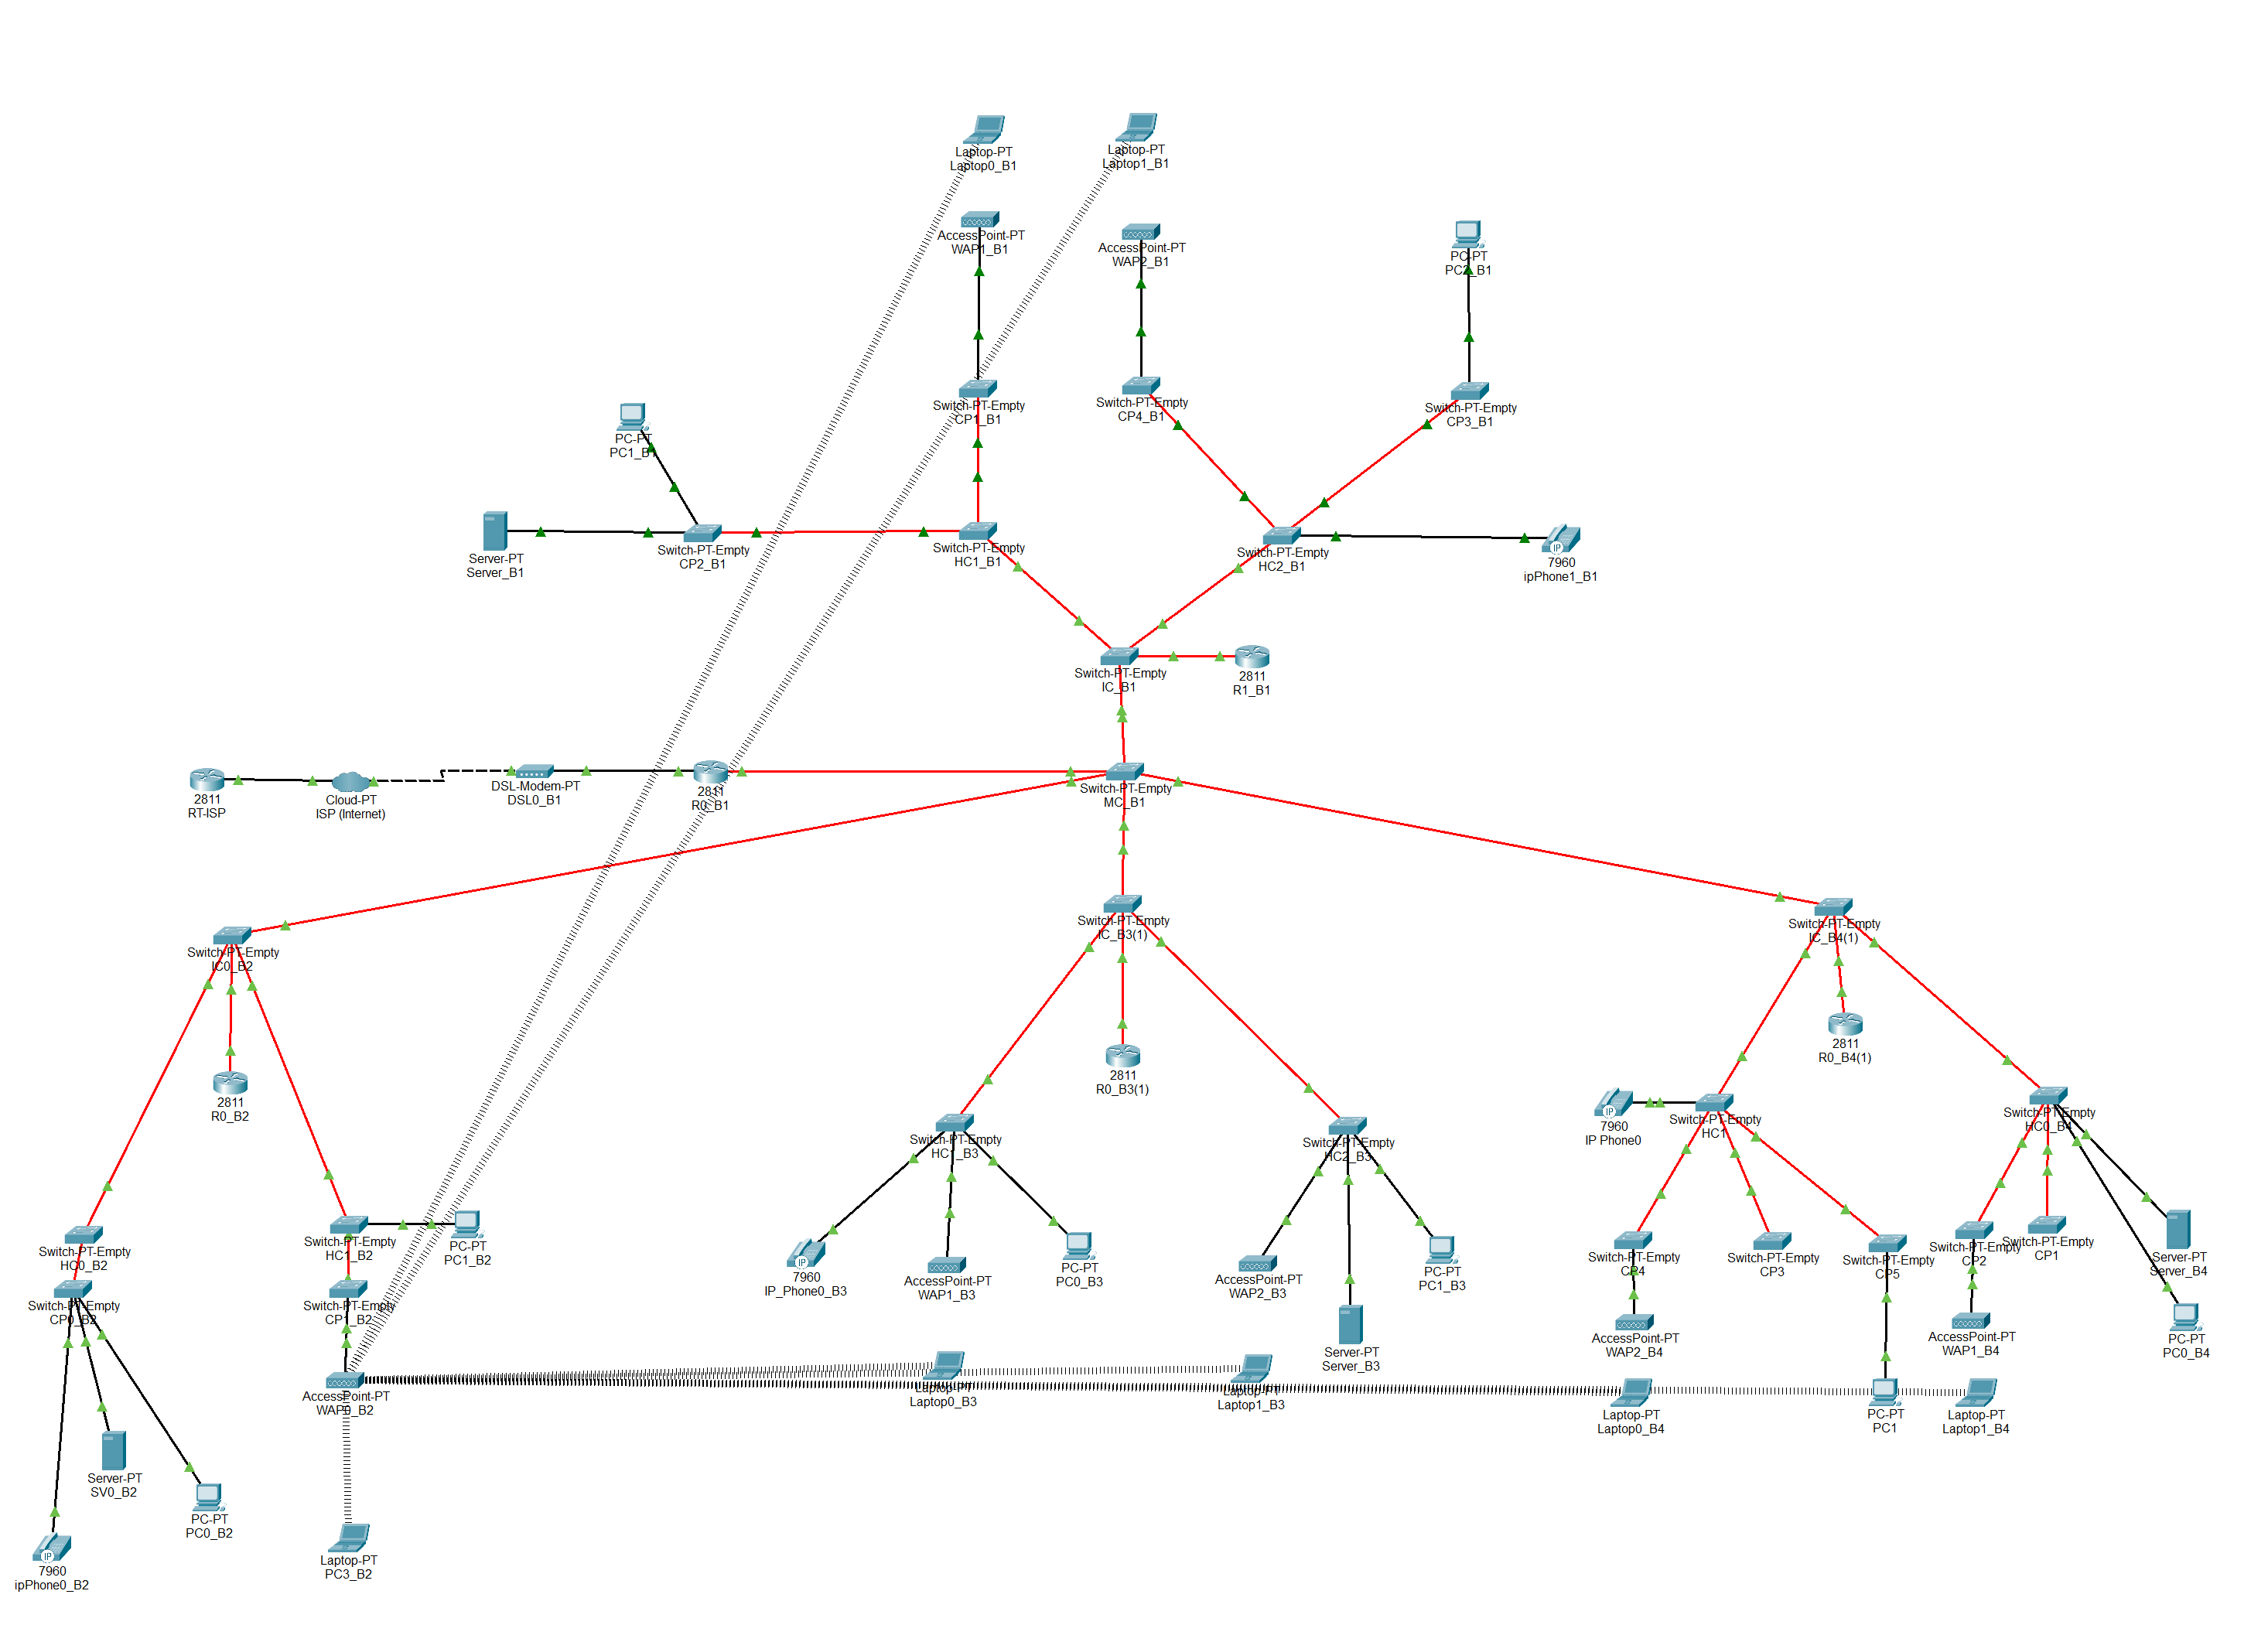 Laptop-PT
Laptop0_B1
Laptop-PT
Laptop1_B1
AccessPoint-PT
WAP1_B1
AccessPoint-PT
WAP2_B1
PC-PT
PC2_B1
Switch-PT-Empty
CP1_B1
Switch-PT-Empty
CP4_B1
Switch-PT-Empty
CP3_B1
PC-PT
PC1_B1
Server-PT
Server_B1
Switch-PT-Empty
CP2_B1
Switch-PT-Empty
HC1_B1
Switch-PT-Empty
HC2_B1
IP
7960
ipPhone1_B1
Switch-PT-Empty
IC_B1
2811
R1_B1
2811
RT-ISP
Cloud-PT
ISP (Internet)
DSL-Modem-PT
DSL0_B1
2811
R0_B1
Switch-PT-Empty
MC_B1
Switch-PT-Empty
IC0_B2
Switch-PT-Empty
IC_B3(1)
Switch-PT-Empty
IC_B4(1)
2811
R0_B2
2811
R0_B3(1)
2811
R0_B4(1)
Switch-PT-Empty
HC1_B3
Switch-PT-Empty
HC2_B3
IP
7960
IP Phone0
Switch-PT-Empty
HC1
Switch-PT-Empty
HC0_B4
Switch-PT-Empty
HC0_B2
Switch-PT-Empty
HC1_B2
PC-PT
PC1_B2
IP
7960
IP_Phone0_B3
AccessPoint-PT
WAP1_B3
PC-PT
PC0_B3
AccessPoint-PT
WAP2_B3
PC-PT
PC1_B3
Switch-PT-Empty
CP4
Switch-PT-Empty
CP3
Switch-PT-Empty
CP5
Switch-PT-Empty
CP2
Switch-PT-Empty
CP1
Server-PT
Server_B4
Switch-PT-Empty
CP0_B2
Switch-PT-Empty
CP1_B2
Server-PT
Server_B3
AccessPoint-PT
WAP2_B4
AccessPoint-PT
WAP1_B4
PC-PT
PC0_B4
AccessPoint-PT
WAP0_B2
Laptop-PT
Laptop0_B3
Laptop-PT
Laptop1_B3
Laptop-PT
Laptop0_B4
PC-PT
PC1
Laptop-PT
Laptop1_B4
Server-PT
SV0_B2
PC-PT
PC0_B2
IP
7960
ipPhone0_B2
Laptop-PT
PC3_B2